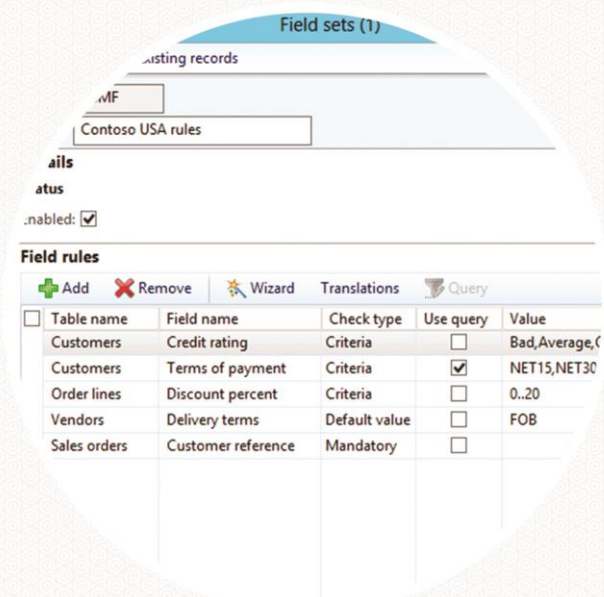 Field sets (1)
existing records
MF
Contoso USA rules
ails
atus
Enabled:
Field rules
Add Remove Wizard Translations Query
Table name Field name Check type Use query Value
Customers Credit rating Criteria Bad,Average,
Customers Terms of payment Criteria NET15,NET30
Order lines Discount percent Criteria 0..20
Vendors Delivery terms Default value FOB
Sales orders Customer reference Mandatory